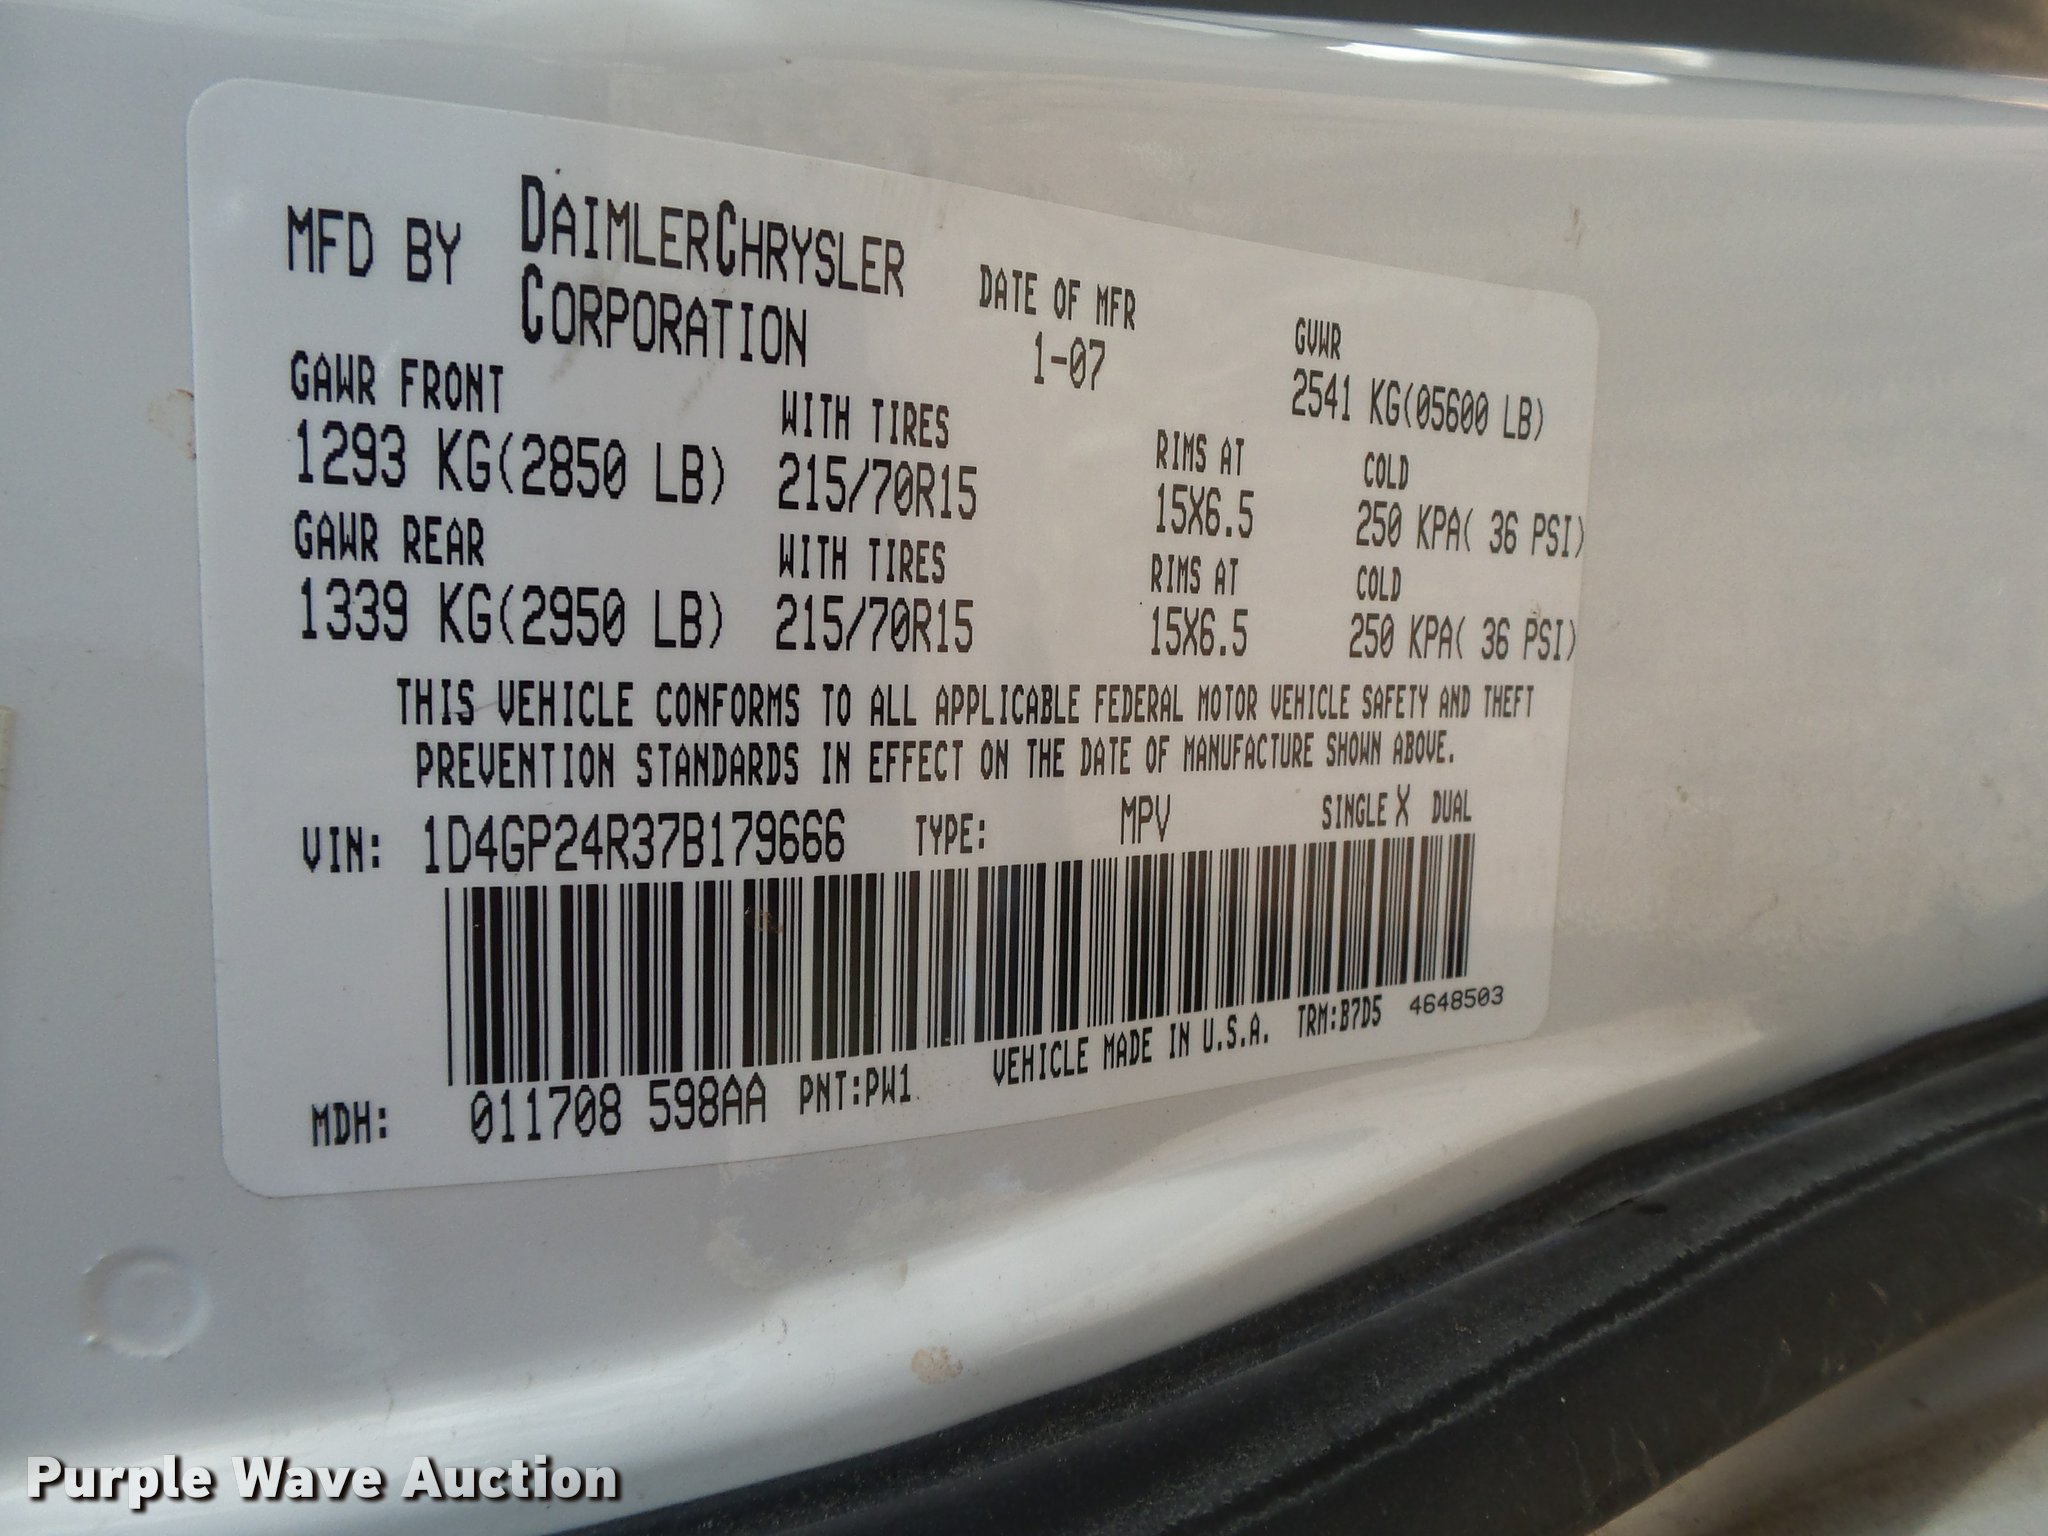 MFD BY DAIMLERCHRYSLER CORPORATION
DATE OF MFR
1-07
GVWR
2541 KG(05600 LB)
GAWR FRONT WITH TIRES RIMS AT COLD
1293 KG(2850 LB) 215/70R15 15X6.5 250 KPA( 36 PSI)
GAWR REAR WITH TIRES RIMS AT COLD
1339 KG(2950 LB) 215/70R15 15X6.5 250 KPA( 36 PSI)
THIS VEHICLE CONFORMS TO ALL APPLICABLE FEDERAL MOTOR VEHICLE SAFETY AND THEFT
PREVENTION STANDARDS IN EFFECT ON THE DATE OF MANUFACTURE SHOWN ABOVE.
VIN: 1D4GP24R37B179666 TYPE: MPV SINGLE X DUAL
MDH: 011708 598AA PNT:PW1 VEHICLE MADE IN U.S.A. TRM:B7D5 4648503
Purple Wave Auction